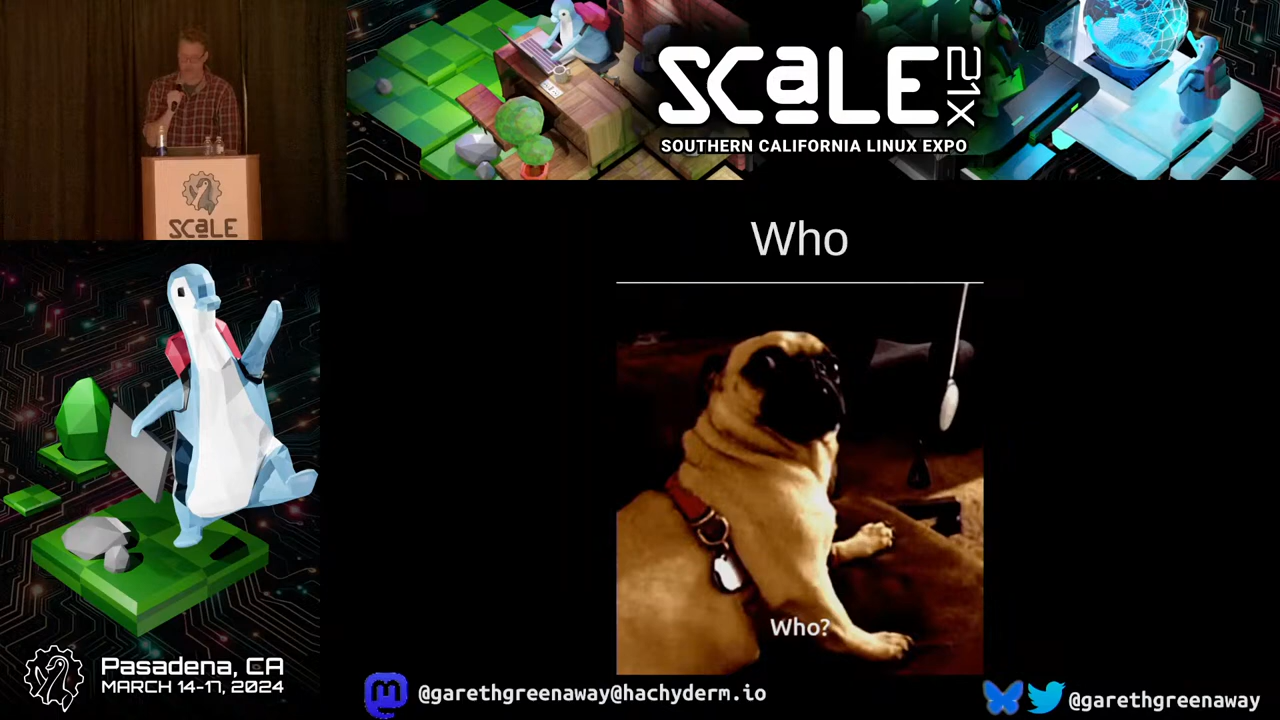 SCaLE 21X
SOUTHERN CALIFORNIA LINUX EXPO
SCaLE
Who
Who?
Pasadena, CA
MARCH 14-17, 2024
@garethgreenaway@hachyderm.io
@garethgreenaway